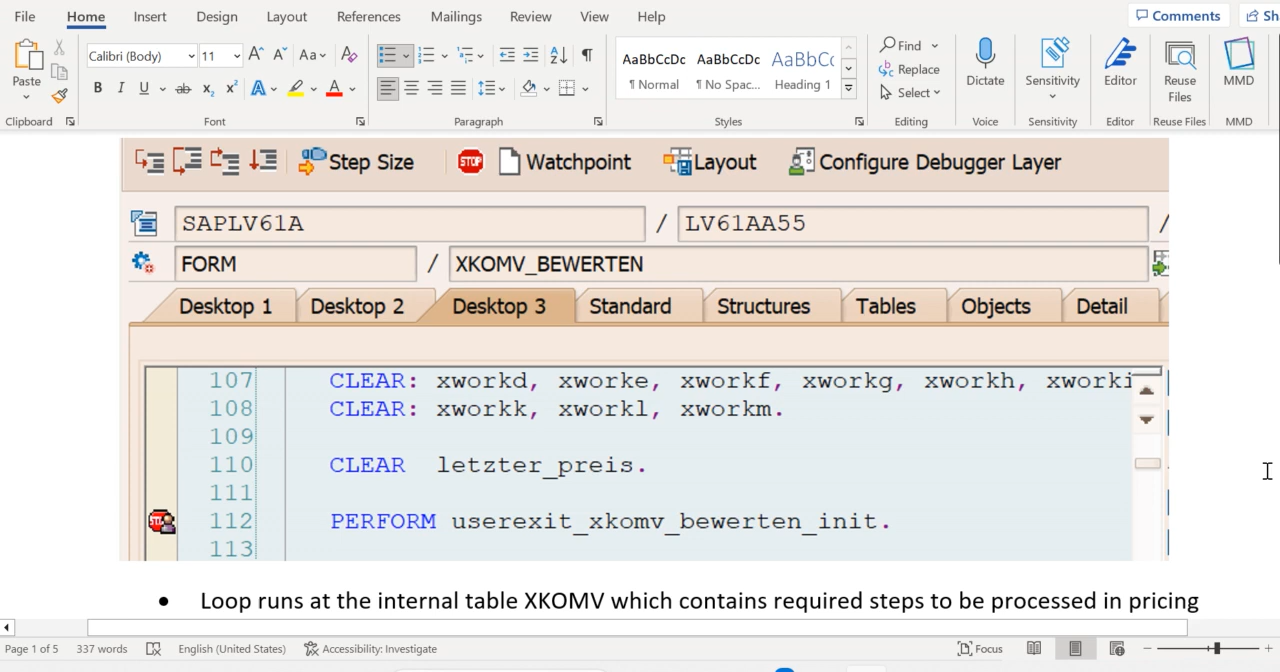 File Home Insert Design Layout References Mailings Review View Help Comments
Paste Calibri (Body) 11 Aa AaBbCcDc AaBbCcDc Find Dictate Sensitivity Editor Reuse Files MMD
Replace
B I U ab x₂ x² A A Normal No Spac... Heading 1 Select
Clipboard Font Paragraph Styles Editing Voice Sensitivity Editor Reuse Files MMD
Step Size STOP Watchpoint Layout Configure Debugger Layer
SAPLV61A / LV61AA55 /
FORM / XKOMV_BEWERTEN
Desktop 1 Desktop 2 Desktop 3 Standard Structures Tables Objects Detail
107 CLEAR: xworkd, xworke, xworkf, xworkg, xworkh, xworki
108 CLEAR: xworkk, xworkl, xworkm.
109
110 CLEAR letzter_preis.
111
112 PERFORM userexit_xkomv_bewerten_init.
113
• Loop runs at the internal table XKOMV which contains required steps to be processed in pricing
Page 1 of 5 337 words English (United States) Accessibility: Investigate Focus